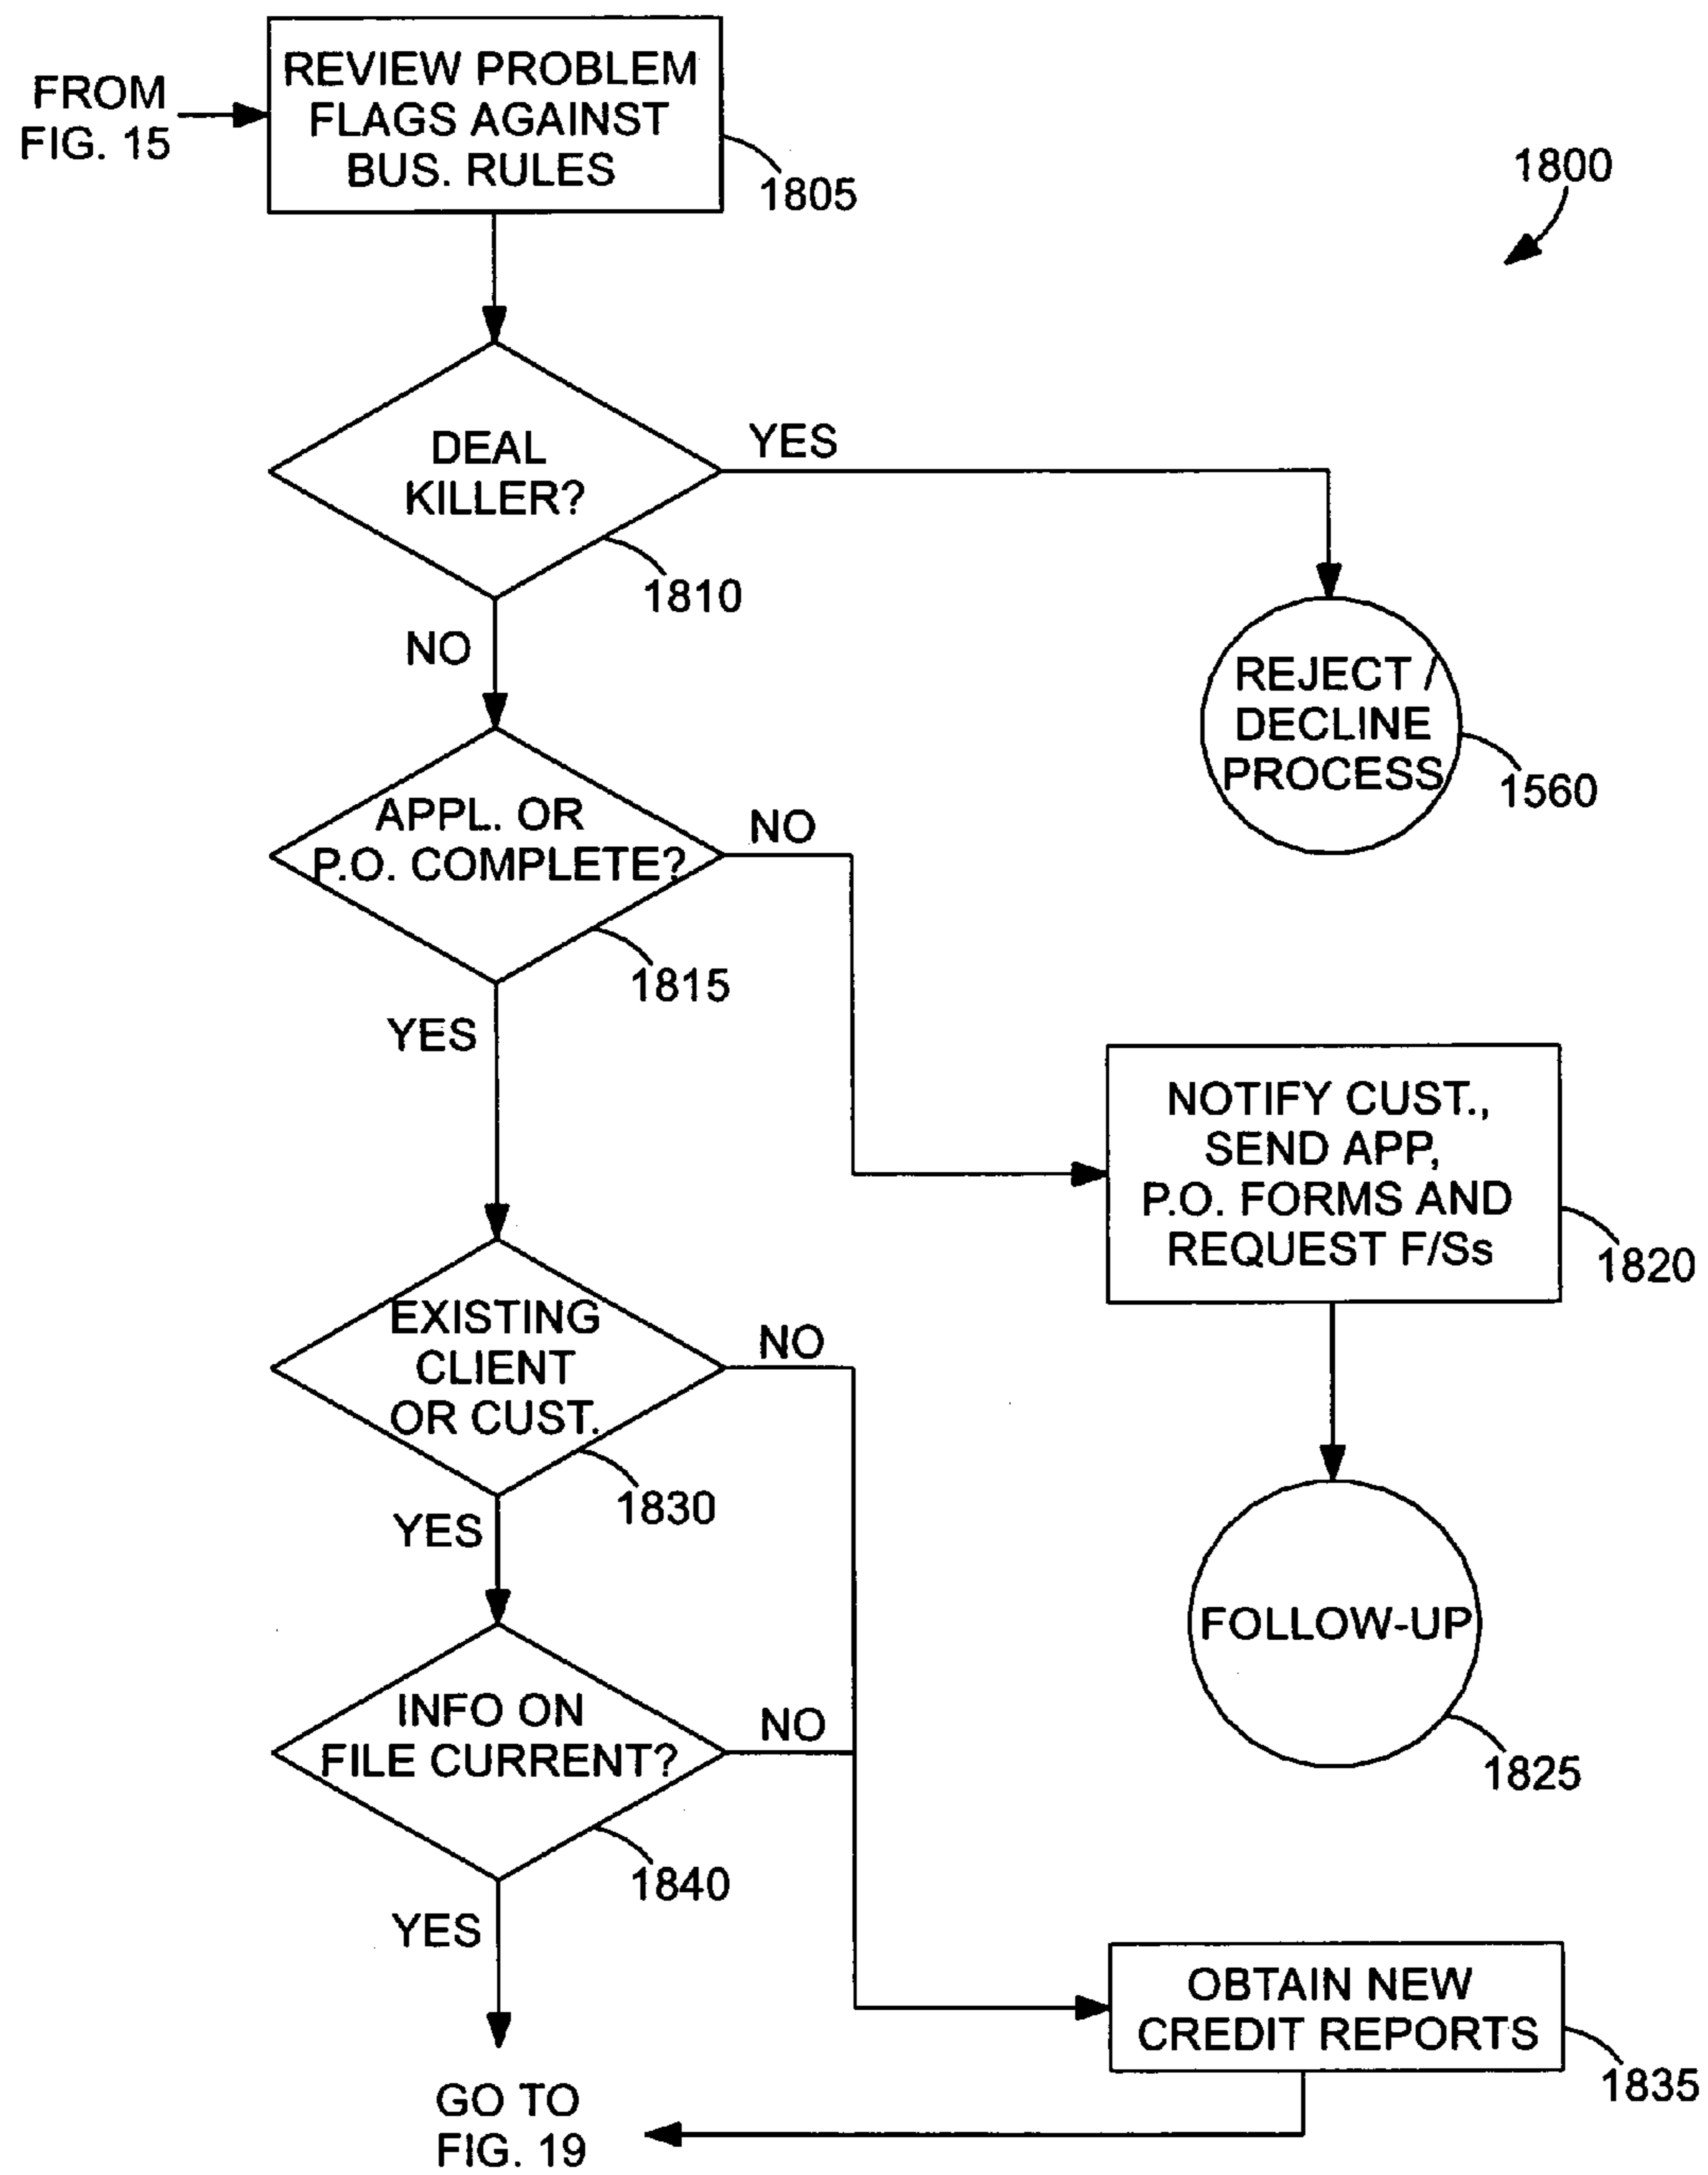 FROM
FIG. 15
REVIEW PROBLEM
FLAGS AGAINST
BUS. RULES
1805
1800
DEAL
KILLER?
YES
1810
NO
REJECT /
DECLINE
PROCESS
1560
APPL. OR
P.O. COMPLETE?
NO
1815
YES
NOTIFY CUST.,
SEND APP,
P.O. FORMS AND
REQUEST F/Ss
1820
EXISTING
CLIENT
OR CUST.
NO
1830
YES
FOLLOW-UP
1825
INFO ON
FILE CURRENT?
NO
1840
YES
OBTAIN NEW
CREDIT REPORTS
1835
GO TO
FIG. 19